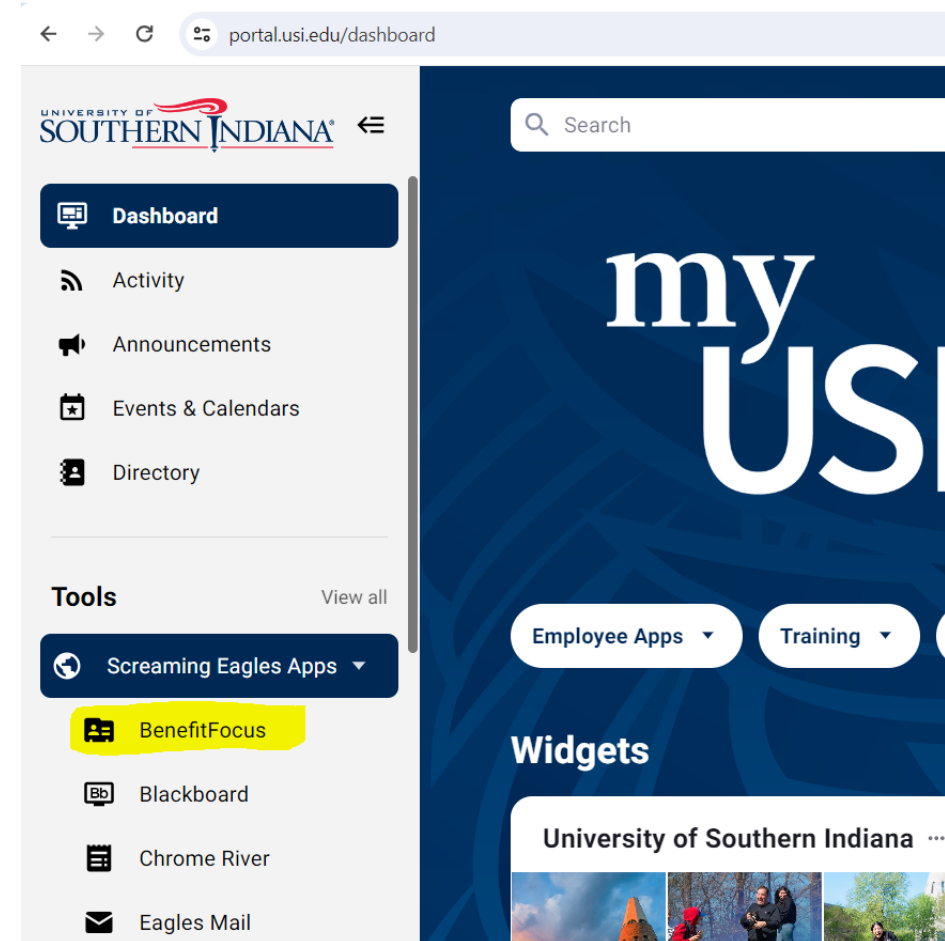 portal.usi.edu/dashboard
UNIVERSITY OF
SOUTHERN INDIANA®
Search
Dashboard
Activity
Announcements
Events & Calendars
Directory
my
USI
Tools
View all
Employee Apps
Training
Screaming Eagles Apps
BenefitFocus
Widgets
Bb
Blackboard
University of Southern Indiana
Chrome River
Eagles Mail